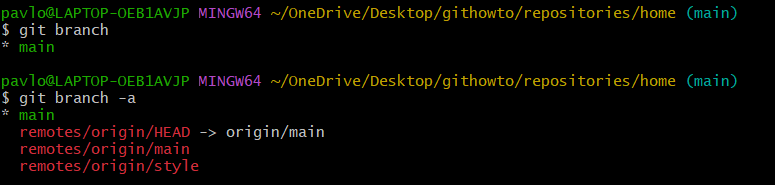 pavlo@LAPTOP-OEB1AVJP MINGW64 ~/OneDrive/Desktop/githowto/repositories/home (main)
$ git branch
* main
pavlo@LAPTOP-OEB1AVJP MINGW64 ~/OneDrive/Desktop/githowto/repositories/home (main)
$ git branch -a
* main
  remotes/origin/HEAD -> origin/main
  remotes/origin/main
  remotes/origin/style